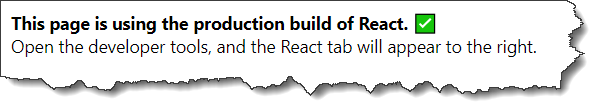 This page is using the production build of React. ✅
Open the developer tools, and the React tab will appear to the right.